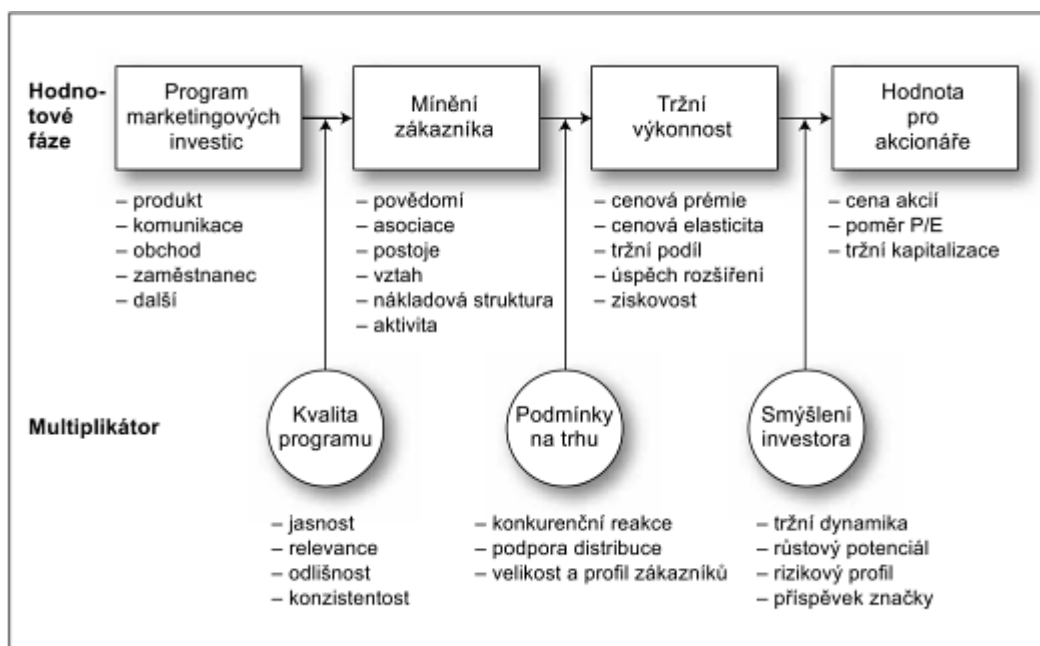 Hodno-
tové
fáze
Program
marketingových
investic
Mínění
zákazníka
Tržní
výkonnost
Hodnota
pro
akcionáře
– produkt
– komunikace
– obchod
– zaměstnanec
– další
– povědomí
– asociace
– postoje
– vztah
– nákladová struktura
– aktivita
– cenová prémie
– cenová elasticita
– tržní podíl
– úspěch rozšíření
– ziskovost
– cena akcií
– poměr P/E
– tržní kapitalizace
Multiplikátor
Kvalita
programu
Podmínky
na trhu
Smýšlení
investora
– jasnost
– relevance
– odlišnost
– konzistentost
– konkurenční reakce
– podpora distribuce
– velikost a profil zákazníků
– tržní dynamika
– růstový potenciál
– rizikový profil
– příspěvek značky